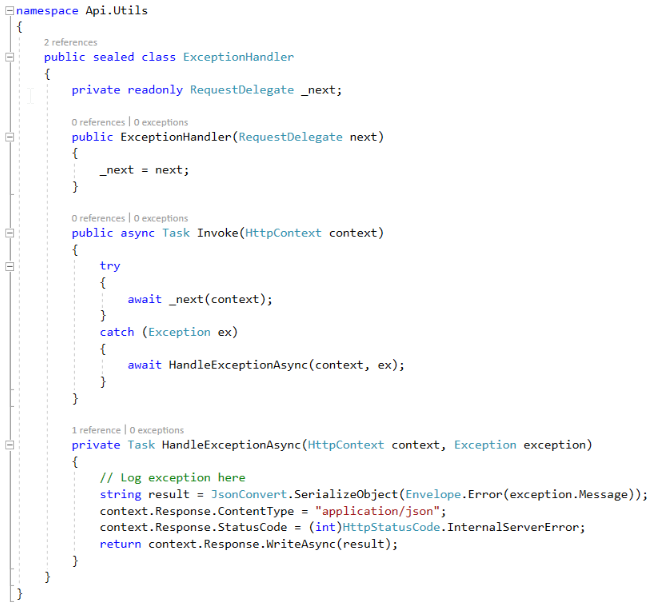 namespace Api.Utils
{
2 references
public sealed class ExceptionHandler
{
private readonly RequestDelegate _next;
0 references | 0 exceptions
public ExceptionHandler(RequestDelegate next)
{
_next = next;
}
0 references | 0 exceptions
public async Task Invoke(HttpContext context)
{
try
{
await _next(context);
}
catch (Exception ex)
{
await HandleExceptionAsync(context, ex);
}
}
1 reference | 0 exceptions
private Task HandleExceptionAsync(HttpContext context, Exception exception)
{
// Log exception here
string result = JsonConvert.SerializeObject(Envelope.Error(exception.Message));
context.Response.ContentType = "application/json";
context.Response.StatusCode = (int)HttpStatusCode.InternalServerError;
return context.Response.WriteAsync(result);
}
}
}